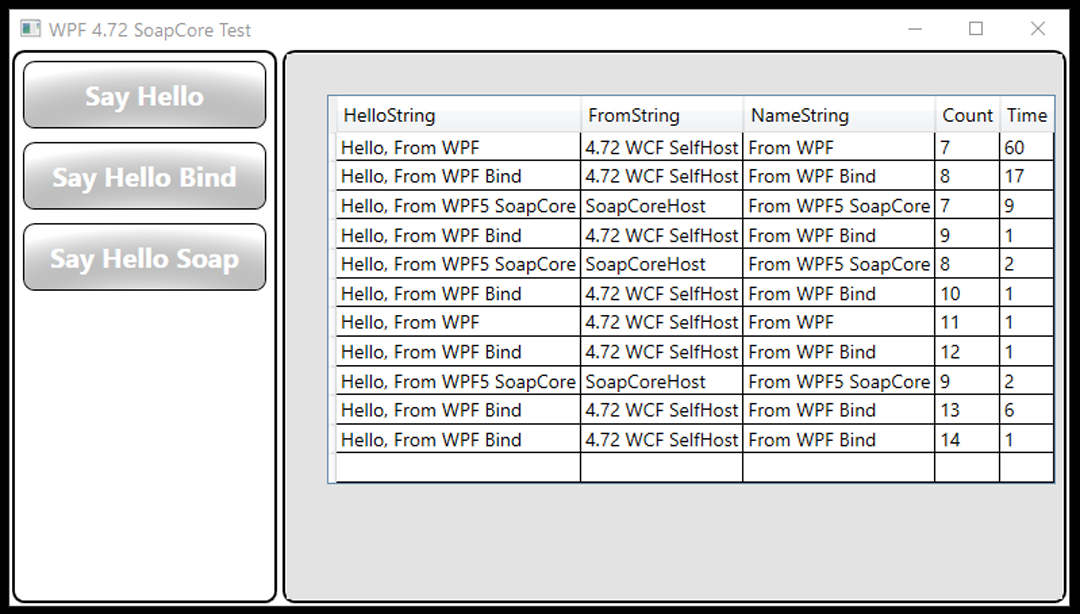 WPF 4.72 SoapCore Test
Say Hello
Say Hello Bind
Say Hello Soap
HelloString FromString NameString Count Time
Hello, From WPF 4.72 WCF SelfHost From WPF 7 60
Hello, From WPF Bind 4.72 WCF SelfHost From WPF Bind 8 17
Hello, From WPF5 SoapCore SoapCoreHost From WPF5 SoapCore 7 9
Hello, From WPF Bind 4.72 WCF SelfHost From WPF Bind 9 1
Hello, From WPF5 SoapCore SoapCoreHost From WPF5 SoapCore 8 2
Hello, From WPF Bind 4.72 WCF SelfHost From WPF Bind 10 1
Hello, From WPF 4.72 WCF SelfHost From WPF 11 1
Hello, From WPF Bind 4.72 WCF SelfHost From WPF Bind 12 1
Hello, From WPF5 SoapCore SoapCoreHost From WPF5 SoapCore 9 2
Hello, From WPF Bind 4.72 WCF SelfHost From WPF Bind 13 6
Hello, From WPF Bind 4.72 WCF SelfHost From WPF Bind 14 1